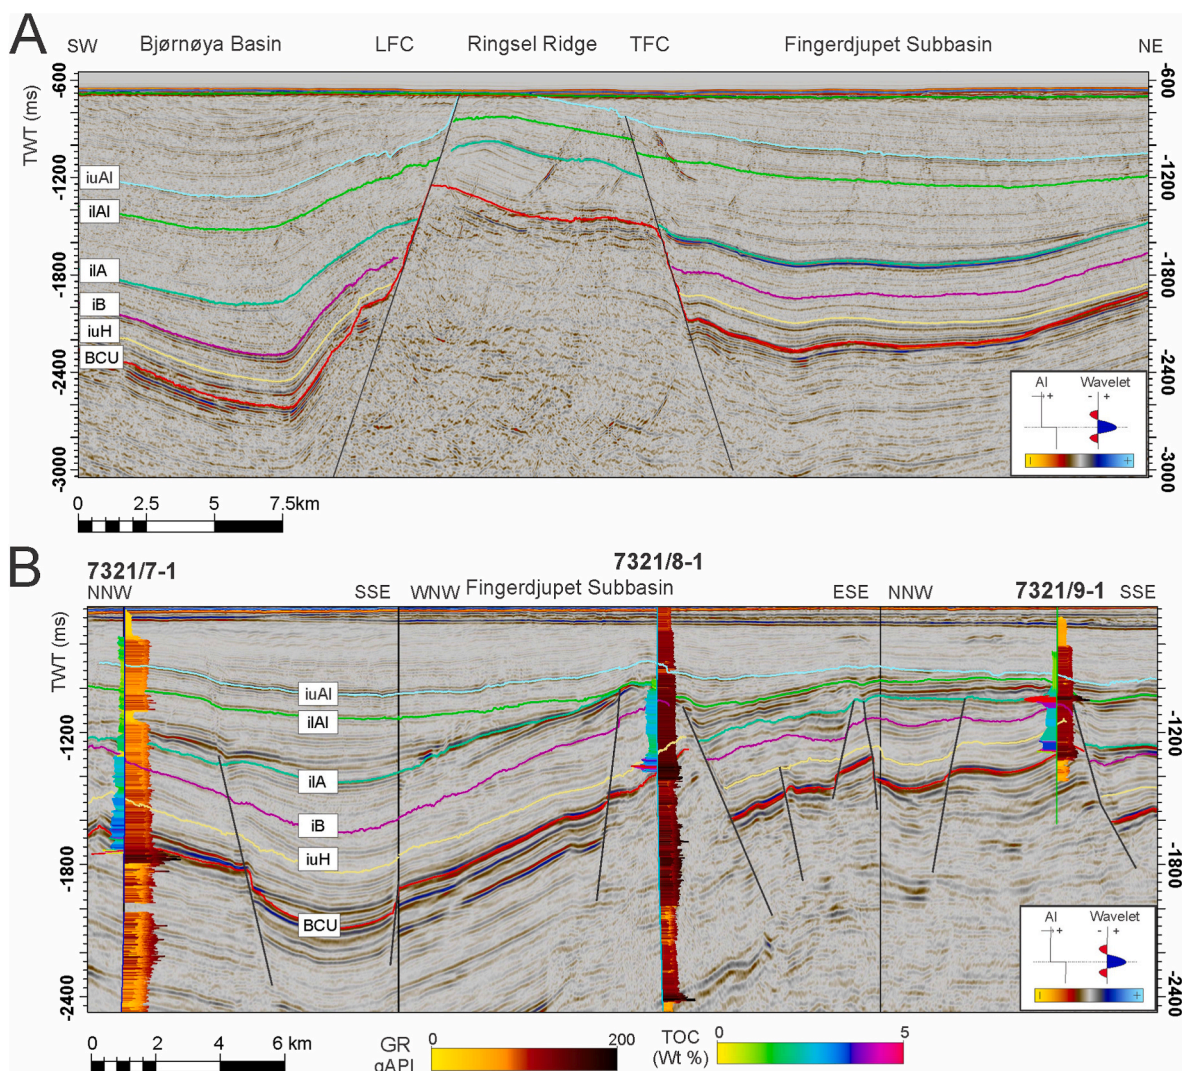 A
SW Bjørnøya Basin LFC Ringsel Ridge TFC Fingerdjupet Subbasin NE
TWT (ms)
-600
-1200
-1800
-2400
-3000
iuAl
ilAl
ilA
iB
iuH
BCU
-600
-1200
-1800
-2400
-3000
AI Wavelet
+ - +
- +
0 2.5 5 7.5km
B
7321/7-1 7321/8-1 7321/9-1
NNW SSE WNW Fingerdjupet Subbasin ESE NNW SSE
TWT (ms)
-1200
-1800
-2400
iuAl
ilAl
ilA
iB
iuH
BCU
-1200
-1800
-2400
AI Wavelet
+ - +
- +
0 2 4 6 km
GR
gAPI
0 200
TOC
(Wt %)
0 5